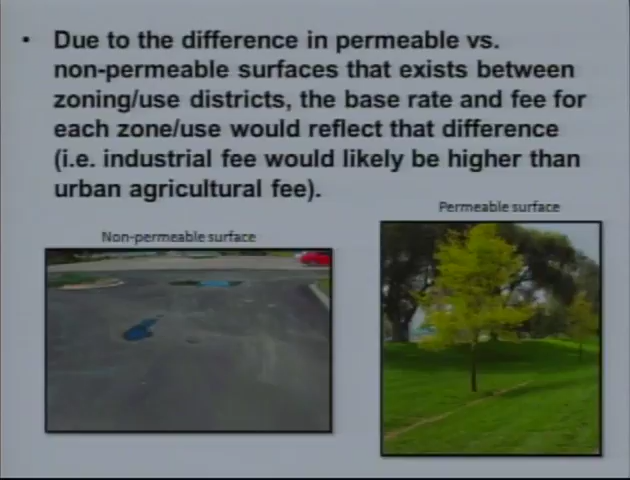 • Due to the difference in permeable vs.
non-permeable surfaces that exists between
zoning/use districts, the base rate and fee for
each zone/use would reflect that difference
(i.e. industrial fee would likely be higher than
urban agricultural fee).
Permeable surface
Non-permeable surface